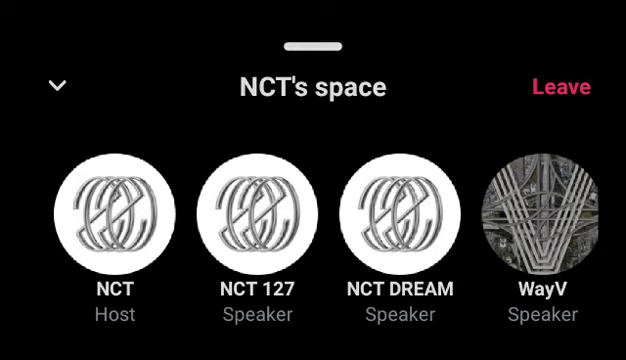 NCT's space
Leave
NCT
NCT 127
NCT DREAM
WayV
Host
Speaker
Speaker
Speaker